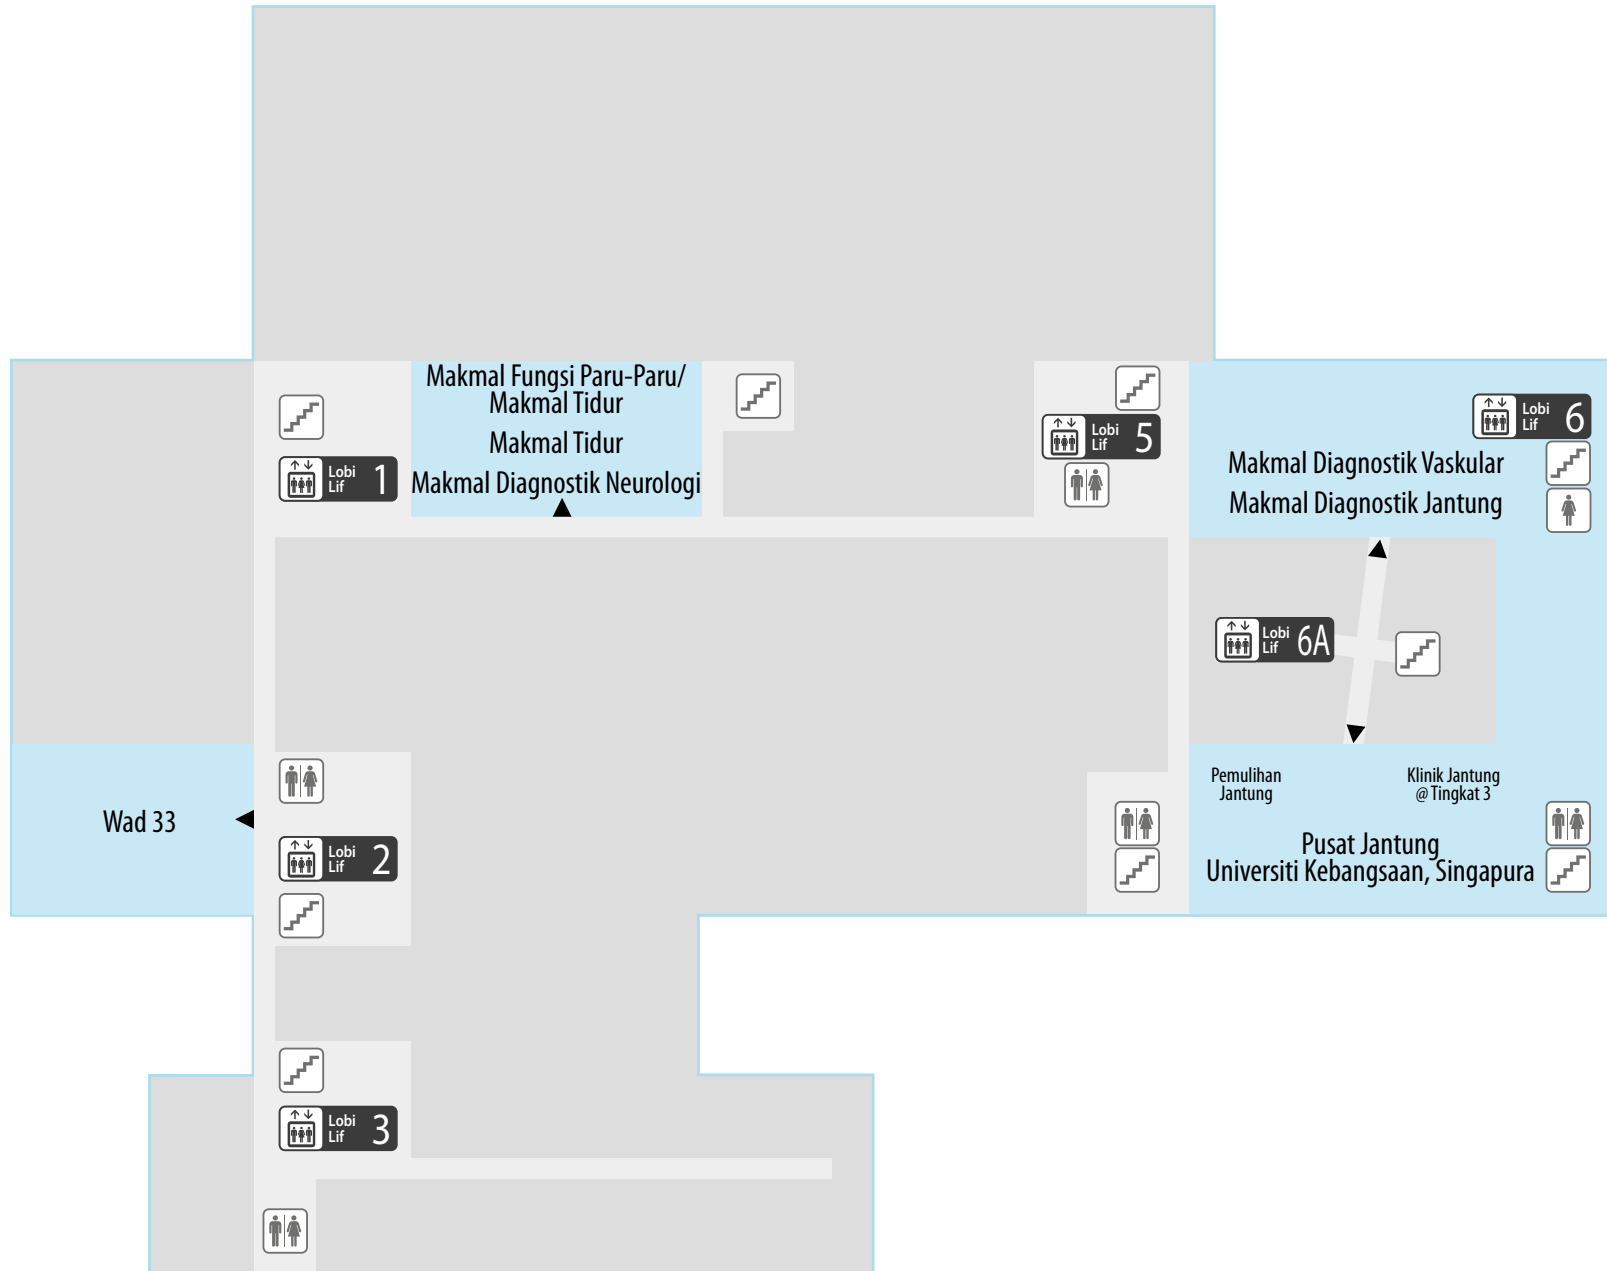 Makmal Fungsi Paru-Paru/
Makmal Tidur
Makmal Tidur
Makmal Diagnostik Neurologi
Lobi
Lif 1
Lobi
Lif 5
Lobi
Lif 6
Makmal Diagnostik Vaskular
Makmal Diagnostik Jantung
Lobi
Lif 6A
Pemulihan
Jantung
Klinik Jantung
@ Tingkat 3
Wad 33
Lobi
Lif 2
Pusat Jantung
Universiti Kebangsaan, Singapura
Lobi
Lif 3